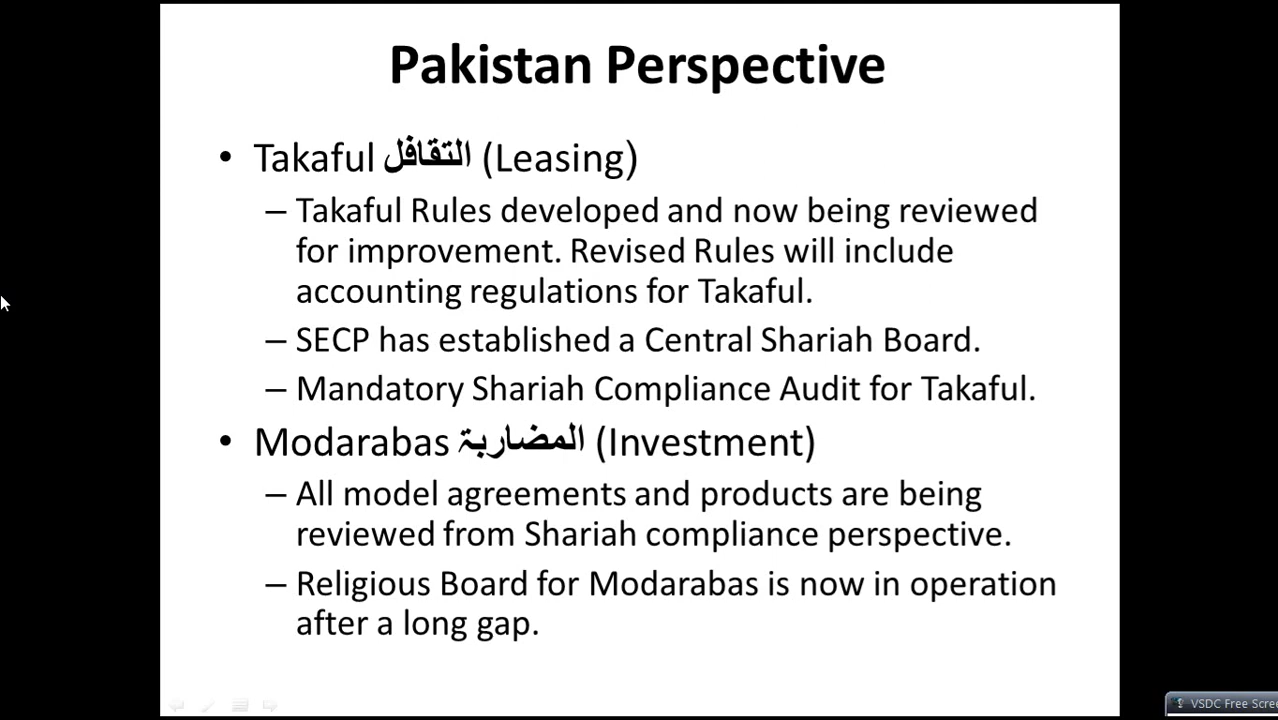 Pakistan Perspective
• Takaful التقافل (Leasing)
– Takaful Rules developed and now being reviewed
for improvement. Revised Rules will include
accounting regulations for Takaful.
– SECP has established a Central Shariah Board.
– Mandatory Shariah Compliance Audit for Takaful.
• Modarabas المضاربۃ (Investment)
– All model agreements and products are being
reviewed from Shariah compliance perspective.
– Religious Board for Modarabas is now in operation
after a long gap.
VSDC Free Scree